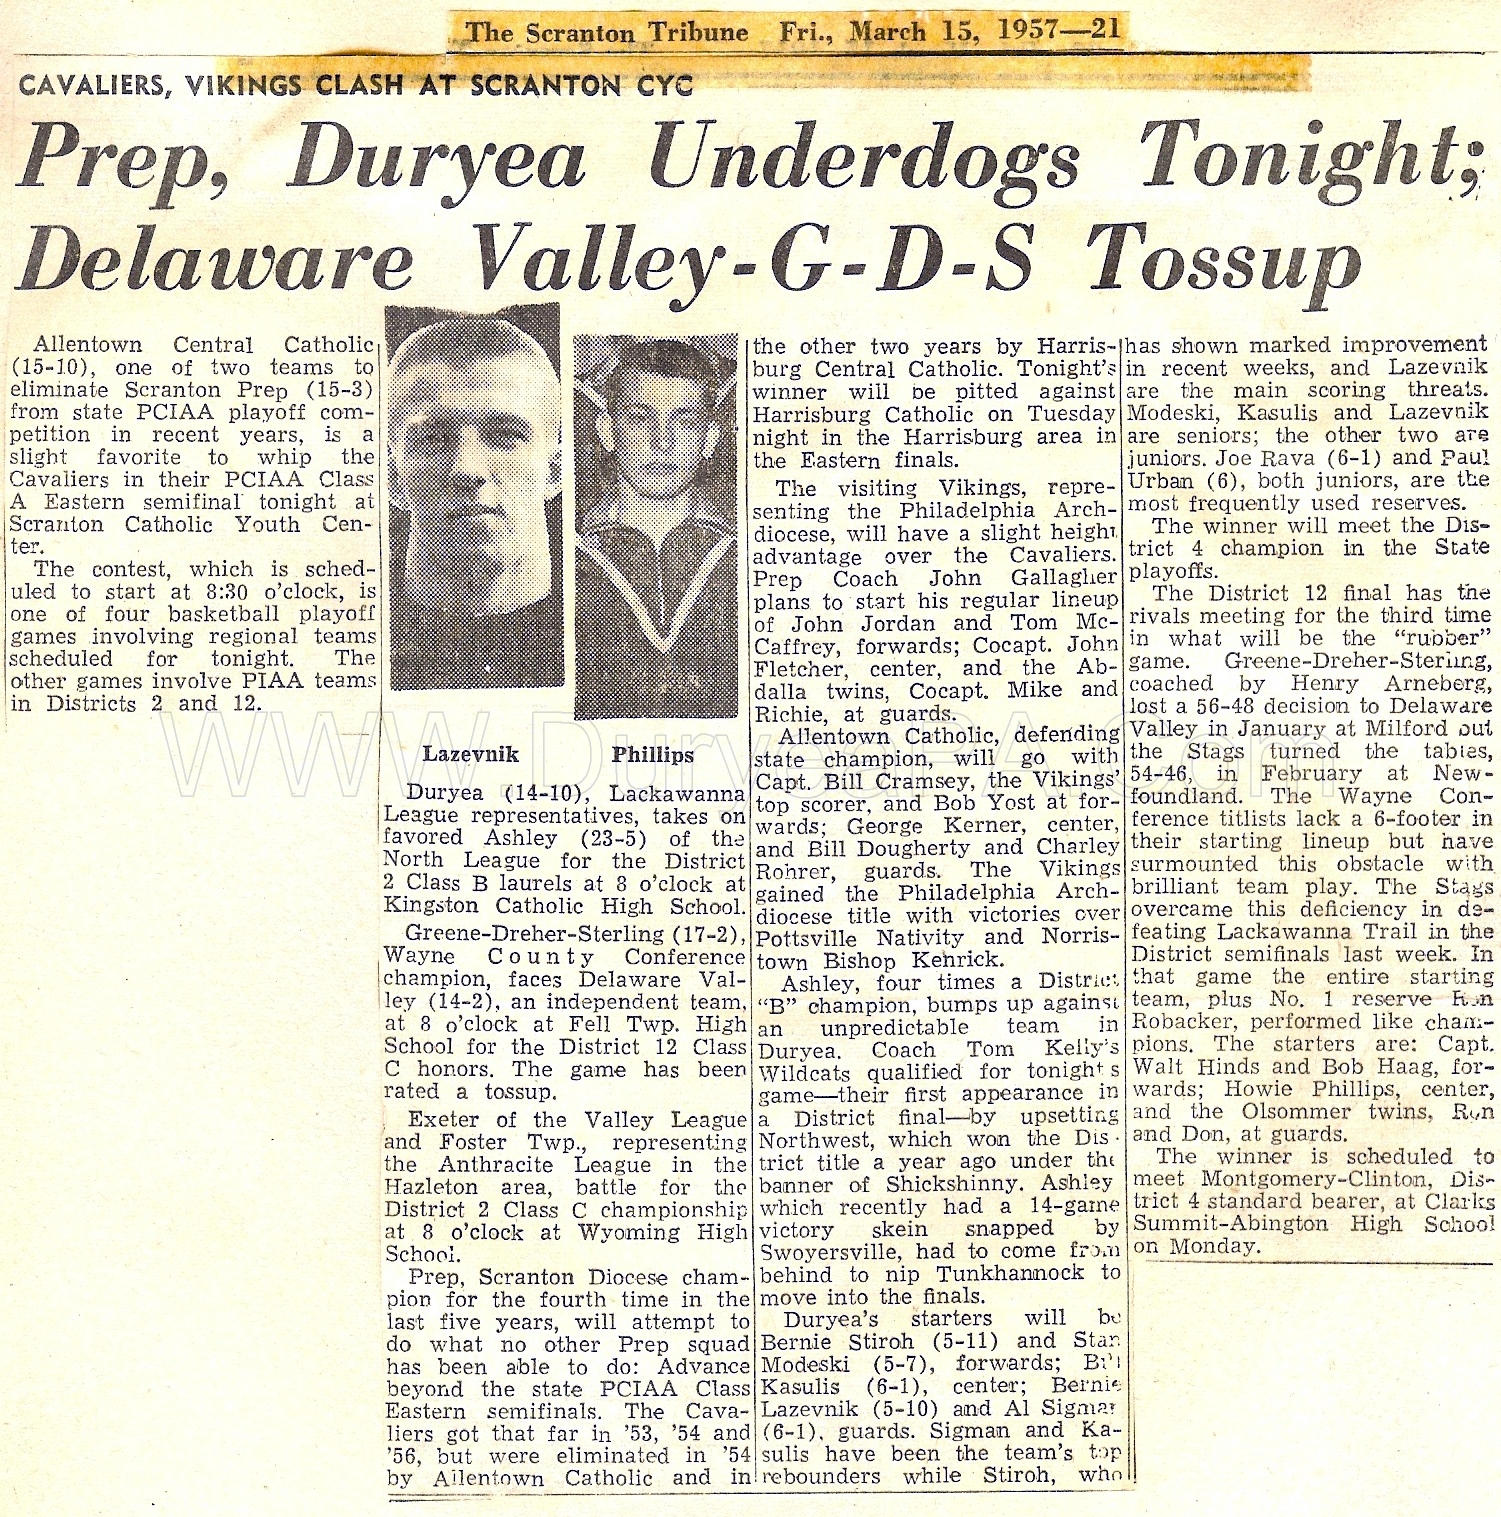 The Scranton Tribune Fri., March 15, 1957—21
CAVALIERS, VIKINGS CLASH AT SCRANTON CYC
Prep, Duryea Underdogs Tonight;
Delaware Valley-G-D-S Tossup
Allentown Central Catholic
(15-10), one of two teams to
eliminate Scranton Prep (15-3)
from state PCIAA playoff com-
petition in recent years, is a
slight favorite to whip the
Cavaliers in their PCIAA Class
A Eastern semifinal tonight at
Scranton Catholic Youth Cen-
ter.
The contest, which is sched-
uled to start at 8:30 o'clock, is
one of four basketball playoff
games involving regional teams
scheduled for tonight. The
other games involve PIAA teams
in Districts 2 and 12.
Lazevnik Phillips
Duryea (14-10), Lackawanna
League representatives, takes on
favored Ashley (23-5) of the
North League for the District
2 Class B laurels at 8 o'clock at
Kingston Catholic High School.
Greene-Dreher-Sterling (17-2),
Wayne County Conference
champion, faces Delaware Val-
ley (14-2), an independent team,
at 8 o'clock at Fell Twp. High
School for the District 12 Class
C honors. The game has been
rated a tossup.
Exeter of the Valley League
and Foster Twp., representing
the Anthracite League in the
Hazleton area, battle for the
District 2 Class C championship
at 8 o'clock at Wyoming High
School.
Prep, Scranton Diocese cham-
pion for the fourth time in the
last five years, will attempt to
do what no other Prep squad
has been able to do: Advance
beyond the state PCIAA Class
Eastern semifinals. The Cava-
liers got that far in '53, '54 and
'56, but were eliminated in '54
by Allentown Catholic and in
the other two years by Harris-
burg Central Catholic. Tonight's
winner will be pitted against
Harrisburg Catholic on Tuesday
night in the Harrisburg area in
the Eastern finals.
The visiting Vikings, repre-
senting the Philadelphia Arch-
diocese, will have a slight height
advantage over the Cavaliers.
Prep Coach John Gallagher
plans to start his regular lineup
of John Jordan and Tom Mc-
Caffrey, forwards; Cocapt. John
Fletcher, center, and the Ab-
dalla twins, Cocapt. Mike and
Richie, at guards.
Allentown Catholic, defending
state champion, will go with
Capt. Bill Cramsey, the Vikings'
top scorer, and Bob Yost at for-
wards; George Kerner, center,
and Bill Dougherty and Charley
Rohrer, guards. The Vikings
gained the Philadelphia Arch-
diocese title with victories over
Pottsville Nativity and Norris-
town Bishop Kenrick.
Ashley, four times a District
"B" champion, bumps up against
an unpredictable team in
Duryea. Coach Tom Kelly's
Wildcats qualified for tonight's
game—their first appearance in
a District final—by upsetting
Northwest, which won the Dis-
trict title a year ago under the
banner of Shickshinny. Ashley
which recently had a 14-game
victory skein snapped by
Swoyersville, had to come from
behind to nip Tunkhannock to
move into the finals.
Duryea's starters will be
Bernie Stiroh (5-11) and Stan
Modeski (5-7), forwards; Bill
Kasulis (6-1), center; Bernie
Lazevnik (5-10) and Al Sigman
(6-1), guards. Sigman and Ka-
sulis have been the team's top
rebounders while Stiroh, who
has shown marked improvement
in recent weeks, and Lazevnik
are the main scoring threats.
Modeski, Kasulis and Lazevnik
are seniors; the other two are
juniors. Joe Rava (6-1) and Paul
Urban (6), both juniors, are the
most frequently used reserves.
The winner will meet the Dis-
trict 4 champion in the State
playoffs.
The District 12 final has the
rivals meeting for the third time
in what will be the "rubber"
game. Greene-Dreher-Sterling,
coached by Henry Arneberg,
lost a 56-48 decision to Delaware
Valley in January at Milford but
the Stags turned the tables,
54-46, in February at New-
foundland. The Wayne Con-
ference titlists lack a 6-footer in
their starting lineup but have
surmounted this obstacle with
brilliant team play. The Stags
overcame this deficiency in de-
feating Lackawanna Trail in the
District semifinals last week. In
that game the entire starting
team, plus No. 1 reserve Ron
Robacker, performed like cham-
pions. The starters are: Capt.
Walt Hinds and Bob Haag, for-
wards; Howie Phillips, center,
and the Olsommer twins, Ron
and Don, at guards.
The winner is scheduled to
meet Montgomery-Clinton, Dis-
trict 4 standard bearer, at Clarks
Summit-Abington High School
on Monday.
www.DuryeaPA.com